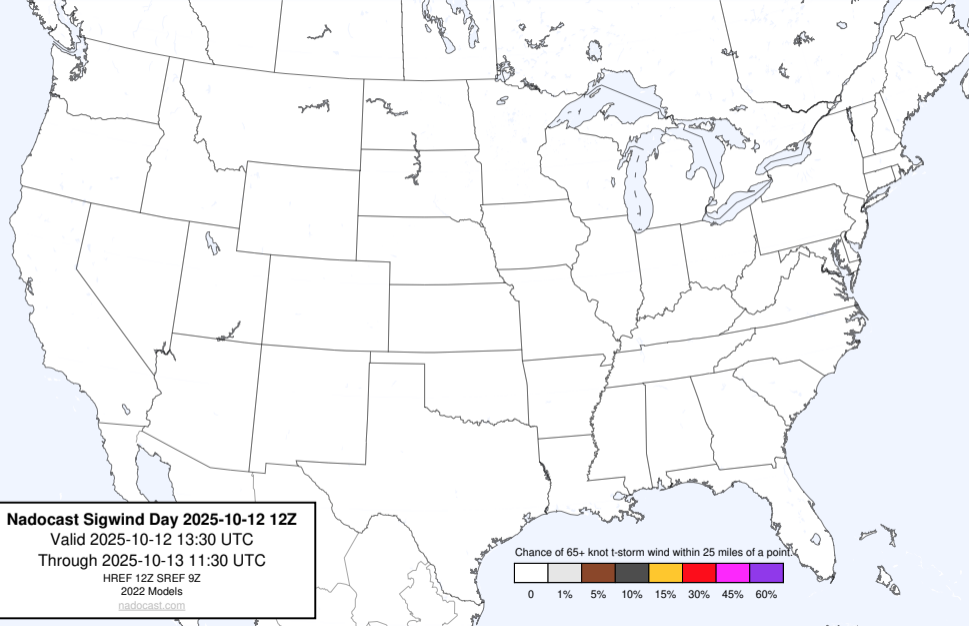 Nadocast Sigwind Day 2025-10-12 12Z
Valid 2025-10-12 13:30 UTC
Through 2025-10-13 11:30 UTC
HREF 12Z SREF 9Z
2022 Models
nadocast.com
Chance of 65+ knot t-storm wind within 25 miles of a point.
0 1% 5% 10% 15% 30% 45% 60%